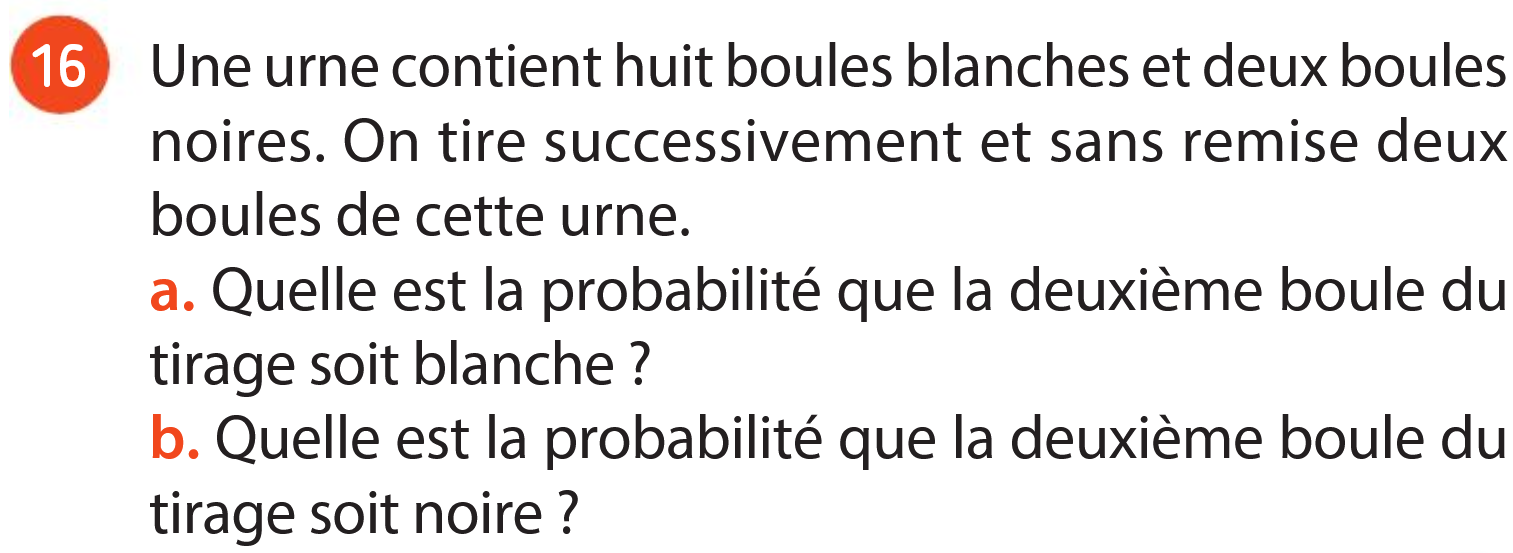 16 Une urne contient huit boules blanches et deux boules
noires. On tire successivement et sans remise deux
boules de cette urne.
a. Quelle est la probabilité que la deuxième boule du
tirage soit blanche ?
b. Quelle est la probabilité que la deuxième boule du
tirage soit noire ?